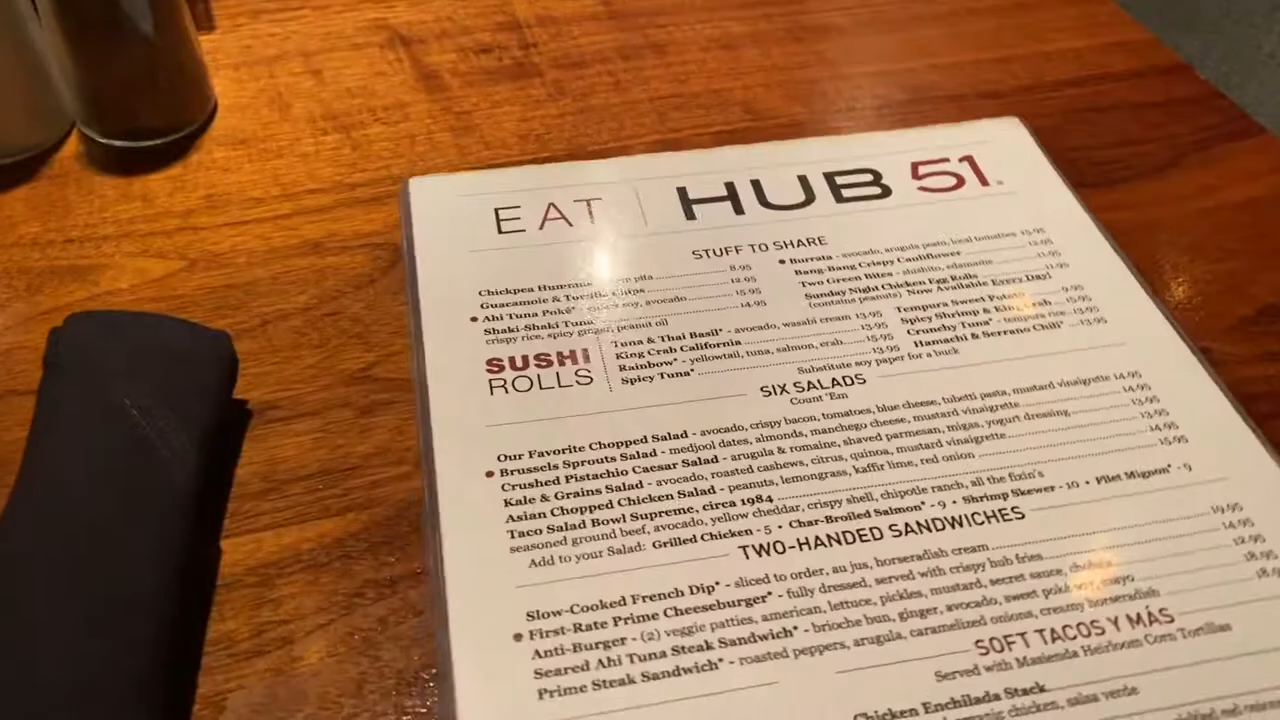 EAT | HUB 51.
STUFF TO SHARE
Chickpea pita 8.95
Guacamole & Tortilla Chips 12.95
Ahi Tuna Poké* soy, avocado 15.95
Shaki-Shaki Tuna 14.95
crispy rice, spicy ginger, peanut oil)
Burrata - avocado, arugula pesto, local tomatoes 15.95
Bang-Bang Crispy Cauliflower 12.95
Two Green Bites - shishito, edamame 11.95
Sunday Night Chicken Egg Rolls 11.95
(contains peanuts) Now Available Every Day!
SUSHI
ROLLS
Tuna & Thai Basil* - avocado, wasabi cream 13.95
King Crab California 13.95
Rainbow* - yellowtail, tuna, salmon, crab 15.95
Spicy Tuna* 13.95
Tempura Sweet Potato 9.95
Spicy Shrimp & King Crab 15.95
Crunchy Tuna* - tempura rice 13.95
Hamachi & Serrano Chili* 13.95
Substitute soy paper for a buck
SIX SALADS
Count 'Em
Our Favorite Chopped Salad - avocado, crispy bacon, tomatoes, blue cheese, tubetti pasta, mustard vinaigrette 14.95
Brussels Sprouts Salad - medjool dates, almonds, manchego cheese, mustard vinaigrette 14.95
Crushed Pistachio Caesar Salad - arugula & romaine, shaved parmesan, migas, yogurt dressing 13.95
Kale & Grains Salad - avocado, roasted cashews, citrus, quinoa, mustard vinaigrette 13.95
Asian Chopped Chicken Salad - peanuts, lemongrass, kaffir lime, red onion 14.95
Taco Salad Bowl Supreme, circa 1984 15.95
seasoned ground beef, avocado, yellow cheddar, crispy shell, chipotle ranch, all the fixin's
Add to your Salad: Grilled Chicken - 5 • Char-Broiled Salmon* - 9 • Shrimp Skewer - 10 • Filet Mignon* - 9
TWO-HANDED SANDWICHES
Slow-Cooked French Dip* - sliced to order, au jus, horseradish cream 19.95
First-Rate Prime Cheeseburger* - fully dressed, served with crispy hub fries 14.95
Anti-Burger - (2) veggie patties, american, lettuce, pickles, mustard, secret sauce, 12.95
Seared Ahi Tuna Steak Sandwich* - brioche bun, ginger, avocado, sweet poké soy, mayo 18.95
Prime Steak Sandwich* - roasted peppers, arugula, caramelized onions, creamy horseradish
SOFT TACOS Y MÁS
Served with Masienda Heirloom Corn Tortillas
Chicken Enchilada Stack
organic chicken, salsa verde